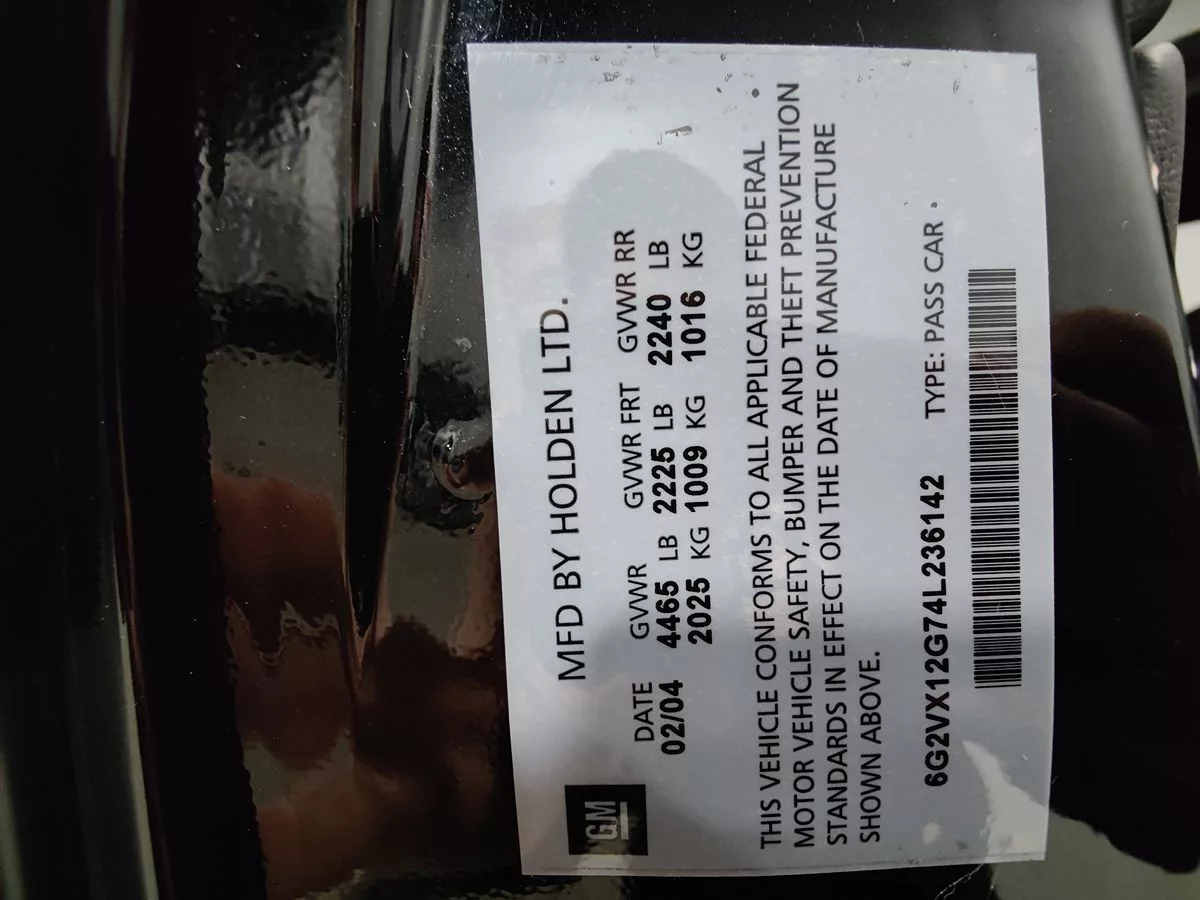 GM
MFD BY HOLDEN LTD.
DATE GVWR GVWR FRT GVWR RR
02/04 4465 LB 2225 LB 2240 LB
2025 KG 1009 KG 1016 KG
THIS VEHICLE CONFORMS TO ALL APPLICABLE FEDERAL
MOTOR VEHICLE SAFETY, BUMPER AND THEFT PREVENTION
STANDARDS IN EFFECT ON THE DATE OF MANUFACTURE
SHOWN ABOVE.
6G2VX12G74L236142 TYPE: PASS CAR